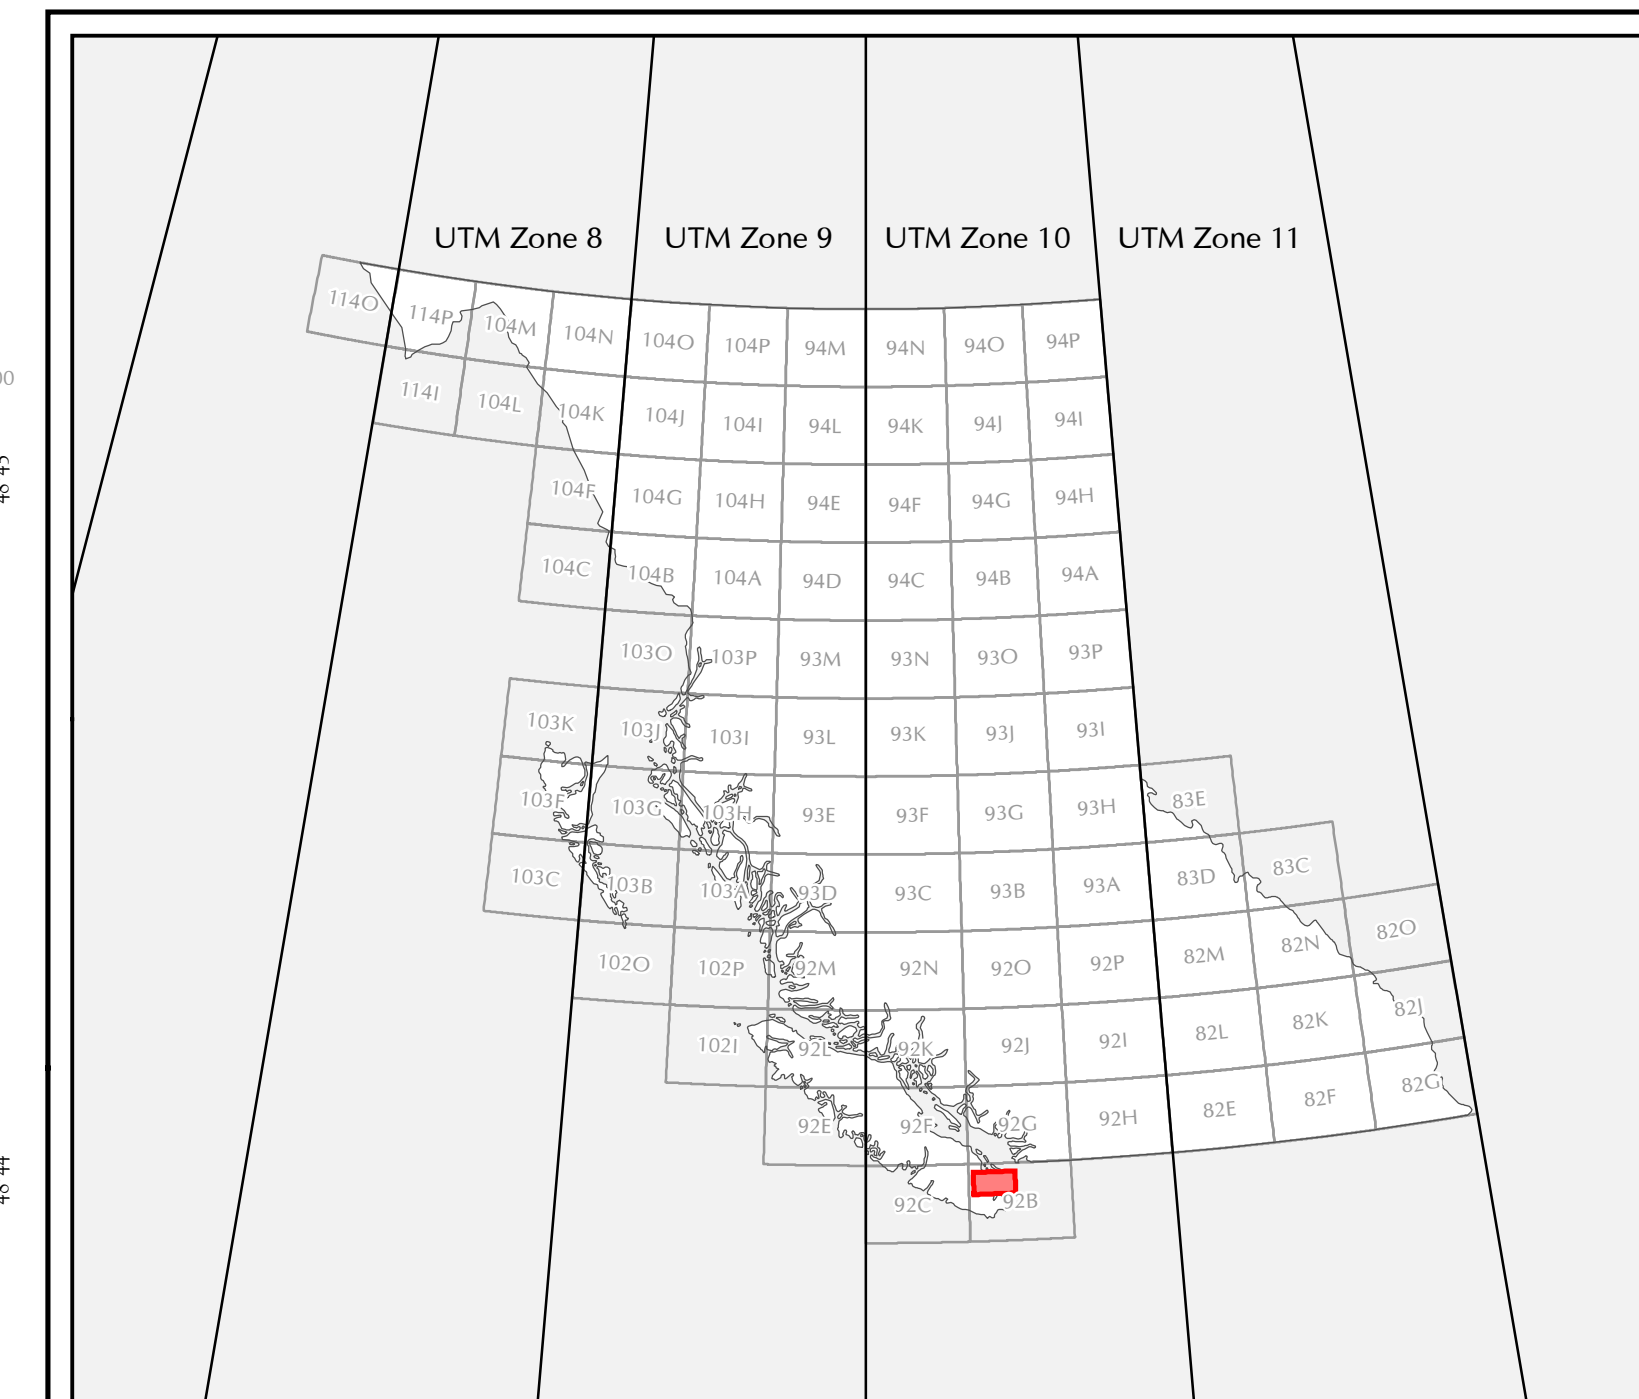 UTM Zone 8 UTM Zone 9 UTM Zone 10 UTM Zone 11
114O 114P 104M 104N 104O 104P 94M 94N 94O 94P
114I 104L 104K 104J 104I 94L 94K 94J 94I
104F 104G 104H 94E 94F 94G 94H
104C 104B 104A 94D 94C 94B 94A
103O 103P 93M 93N 93O 93P
103K 103J 103I 93L 93K 93J 93I
103F 103G 103H 93E 93F 93G 93H 83E
103C 103B 103A 93D 93C 93B 93A 83D 83C
102O 102P 92M 92N 92O 92P 82M 82N 82O
102I 92L 92K 92J 92I 82L 82K 82J
92E 92F 92G 92H 82E 82F 82G
92C 92B